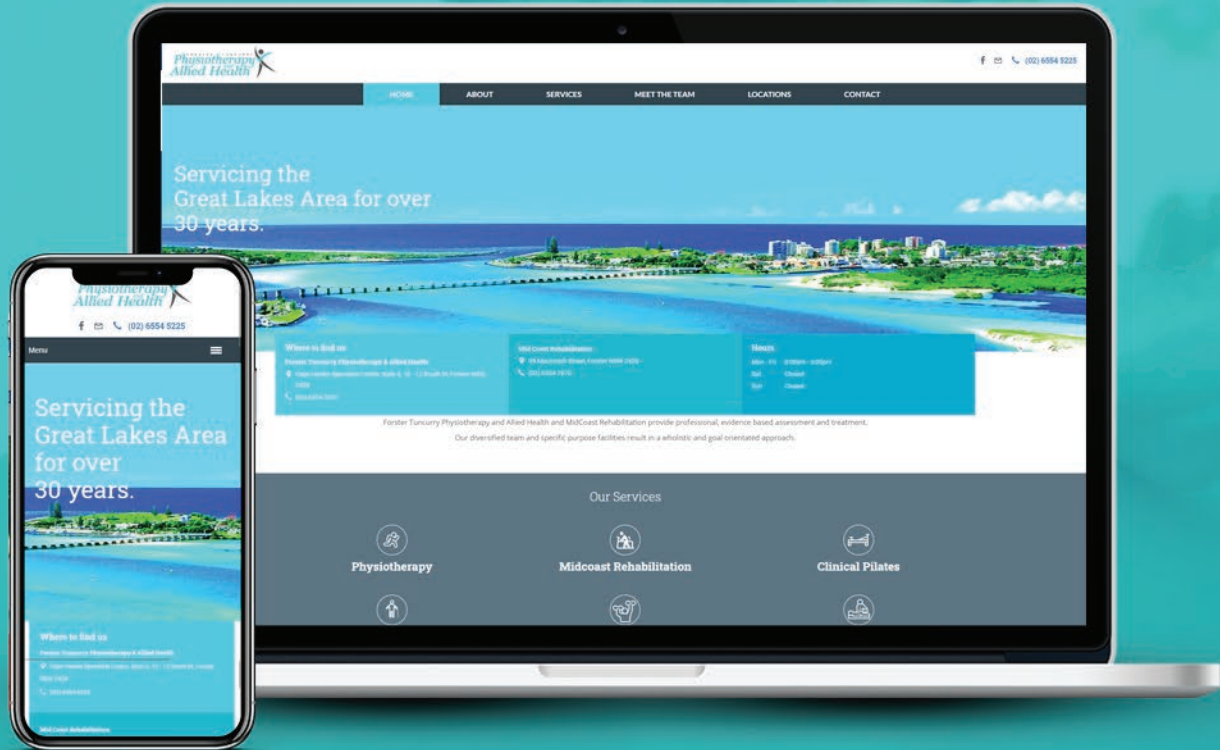 Physiotherapy
Allied Health
(02) 6554 5225
HOME ABOUT SERVICES MEET THE TEAM LOCATIONS CONTACT
Servicing the
Great Lakes Area for over
30 years.
Where to find us
Forster Tuncurry Physiotherapy & Allied Health
MidCoast Rehabilitation
Hours
Mon - Fri
Sat Closed
Sun Closed
Forster Tuncurry Physiotherapy and Allied Health and MidCoast Rehabilitation provide professional, evidence based assessment and treatment.
Our diversified team and specific purpose facilities result in a wholistic and goal orientated approach.
Our Services
Physiotherapy Midcoast Rehabilitation Clinical Pilates
Physiotherapy
Allied Health
(02) 6554 5225
Menu
Servicing the
Great Lakes Area
for over
30 years.
Where to find us
Forster Tuncurry Physiotherapy & Allied Health
MidCoast Rehabilitation